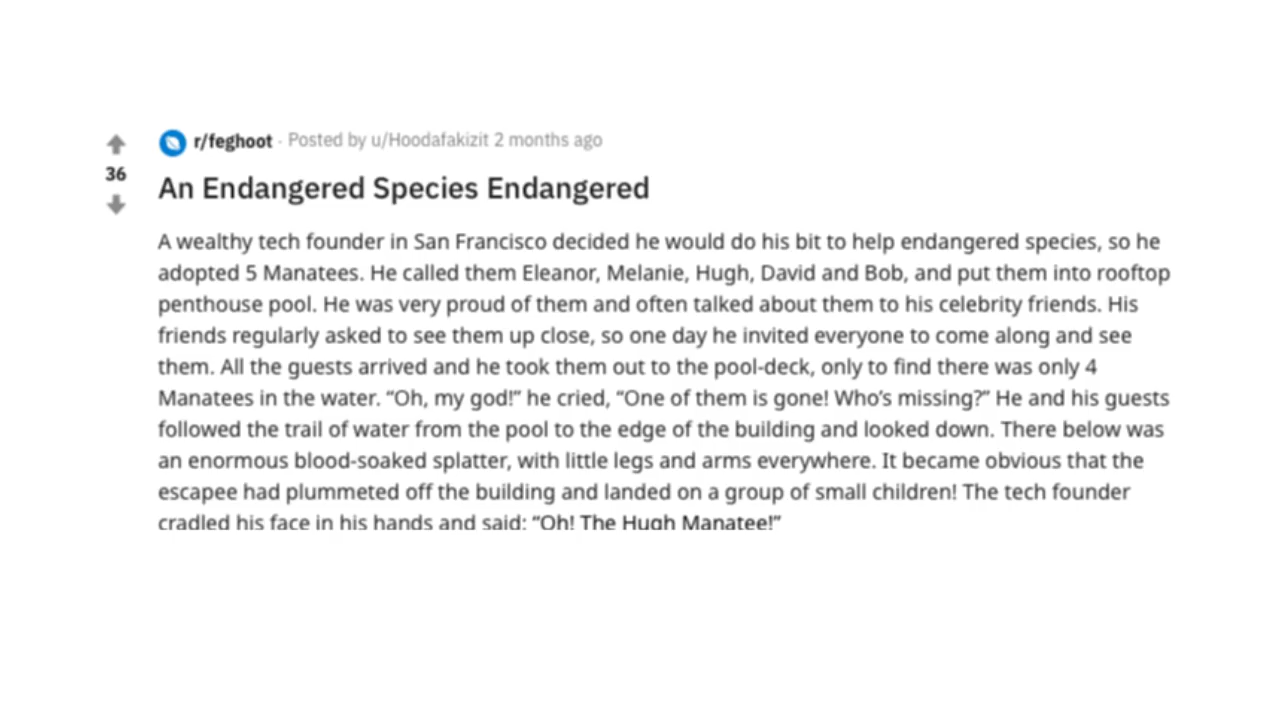 r/feghoot · Posted by u/Hoodafakizit 2 months ago
36
An Endangered Species Endangered
A wealthy tech founder in San Francisco decided he would do his bit to help endangered species, so he
adopted 5 Manatees. He called them Eleanor, Melanie, Hugh, David and Bob, and put them into rooftop
penthouse pool. He was very proud of them and often talked about them to his celebrity friends. His
friends regularly asked to see them up close, so one day he invited everyone to come along and see
them. All the guests arrived and he took them out to the pool-deck, only to find there was only 4
Manatees in the water. “Oh, my god!” he cried, “One of them is gone! Who’s missing?” He and his guests
followed the trail of water from the pool to the edge of the building and looked down. There below was
an enormous blood-soaked splatter, with little legs and arms everywhere. It became obvious that the
escapee had plummeted off the building and landed on a group of small children! The tech founder
cradled his face in his hands and said: “Oh! The Hugh Manatee!”